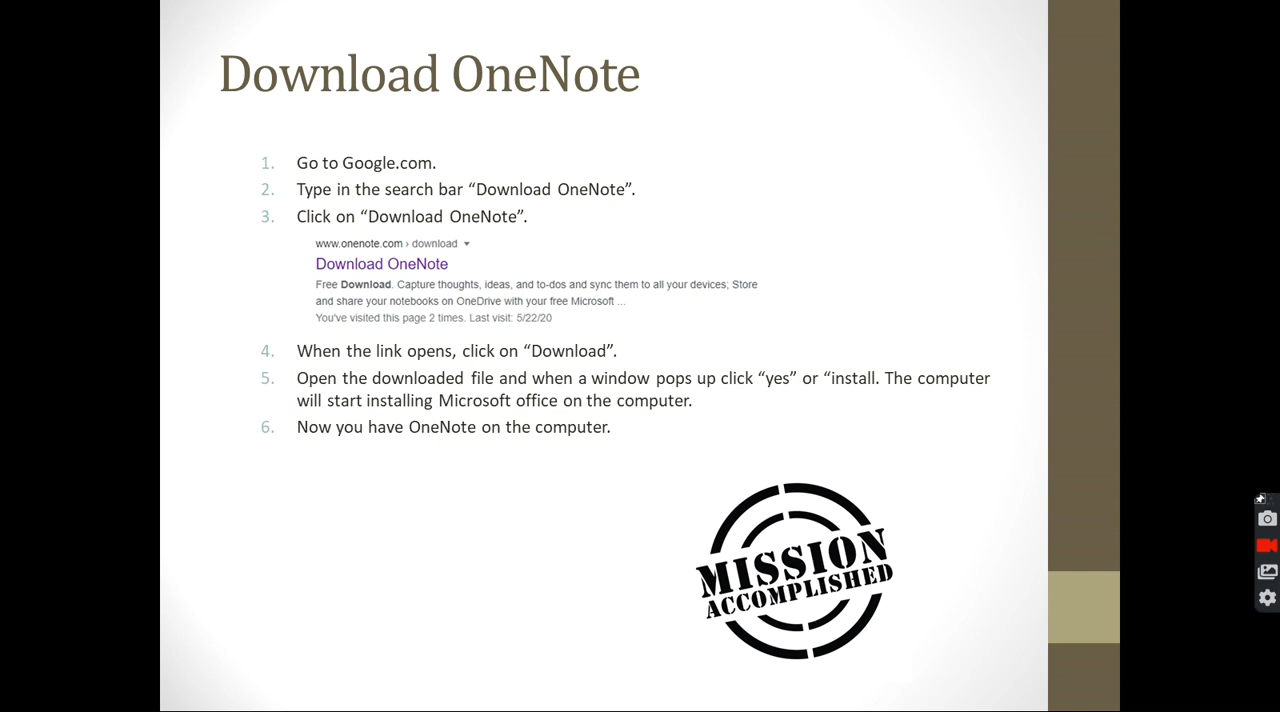 Download OneNote
1. Go to Google.com.
2. Type in the search bar “Download OneNote”.
3. Click on “Download OneNote”.
www.onenote.com › download ▾
Download OneNote
Free Download. Capture thoughts, ideas, and to-dos and sync them to all your devices; Store
and share your notebooks on OneDrive with your free Microsoft ...
You've visited this page 2 times. Last visit: 5/22/20
4. When the link opens, click on “Download”.
5. Open the downloaded file and when a window pops up click “yes” or “install. The computer
will start installing Microsoft office on the computer.
6. Now you have OneNote on the computer.
MISSION
ACCOMPLISHED